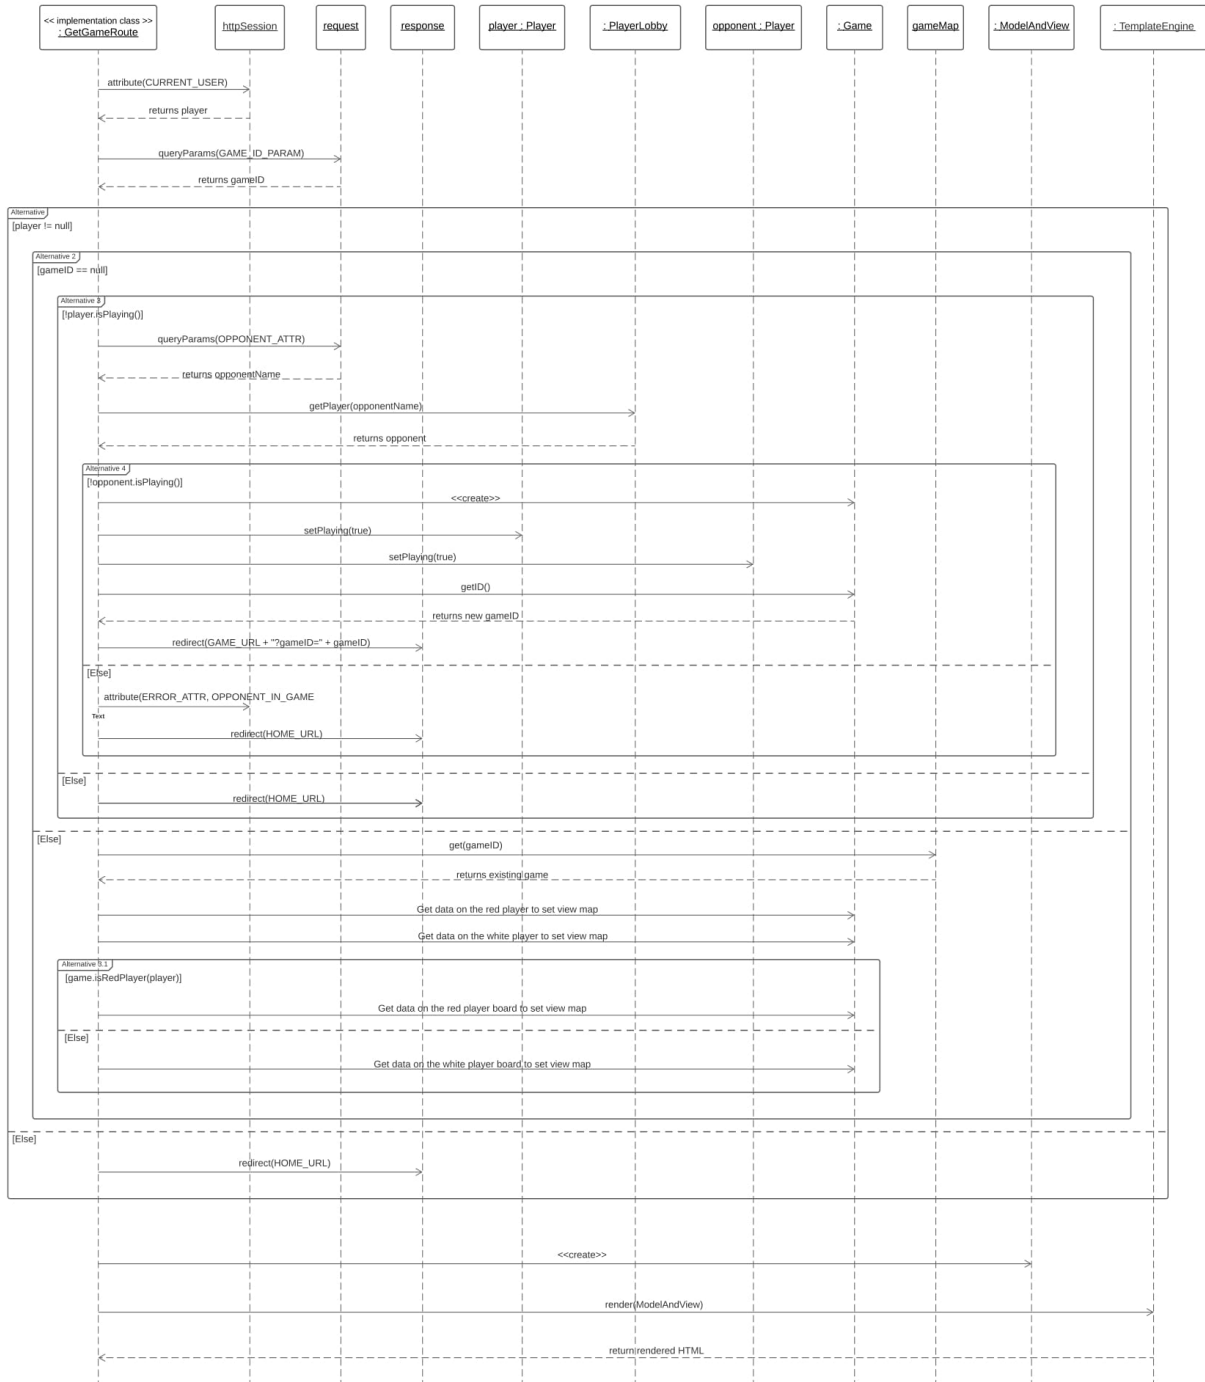 << implementation class >>
: GetGameRoute
httpSession
request
response
player : Player
: PlayerLobby
opponent : Player
: Game
gameMap
: ModelAndView
: TemplateEngine
attribute(CURRENT_USER)
returns player
queryParams(GAME_ID_PARAM)
returns gameID
Alternative
[player != null]
Alternative 2
[gameID == null]
Alternative 3
[!player.isPlaying()]
queryParams(OPPONENT_ATTR)
returns opponentName
getPlayer(opponentName)
returns opponent
Alternative 4
[!opponent.isPlaying()]
<<create>>
setPlaying(true)
setPlaying(true)
getID()
returns new gameID
redirect(GAME_URL + "?gameID=" + gameID)
[Else]
attribute(ERROR_ATTR, OPPONENT_IN_GAME
Text
redirect(HOME_URL)
[Else]
redirect(HOME_URL)
[Else]
get(gameID)
returns existing game
Get data on the red player to set view map
Get data on the white player to set view map
Alternative 3.1
[game.isRedPlayer(player)]
Get data on the red player board to set view map
[Else]
Get data on the white player board to set view map
[Else]
redirect(HOME_URL)
<<create>>
render(ModelAndView)
return rendered HTML